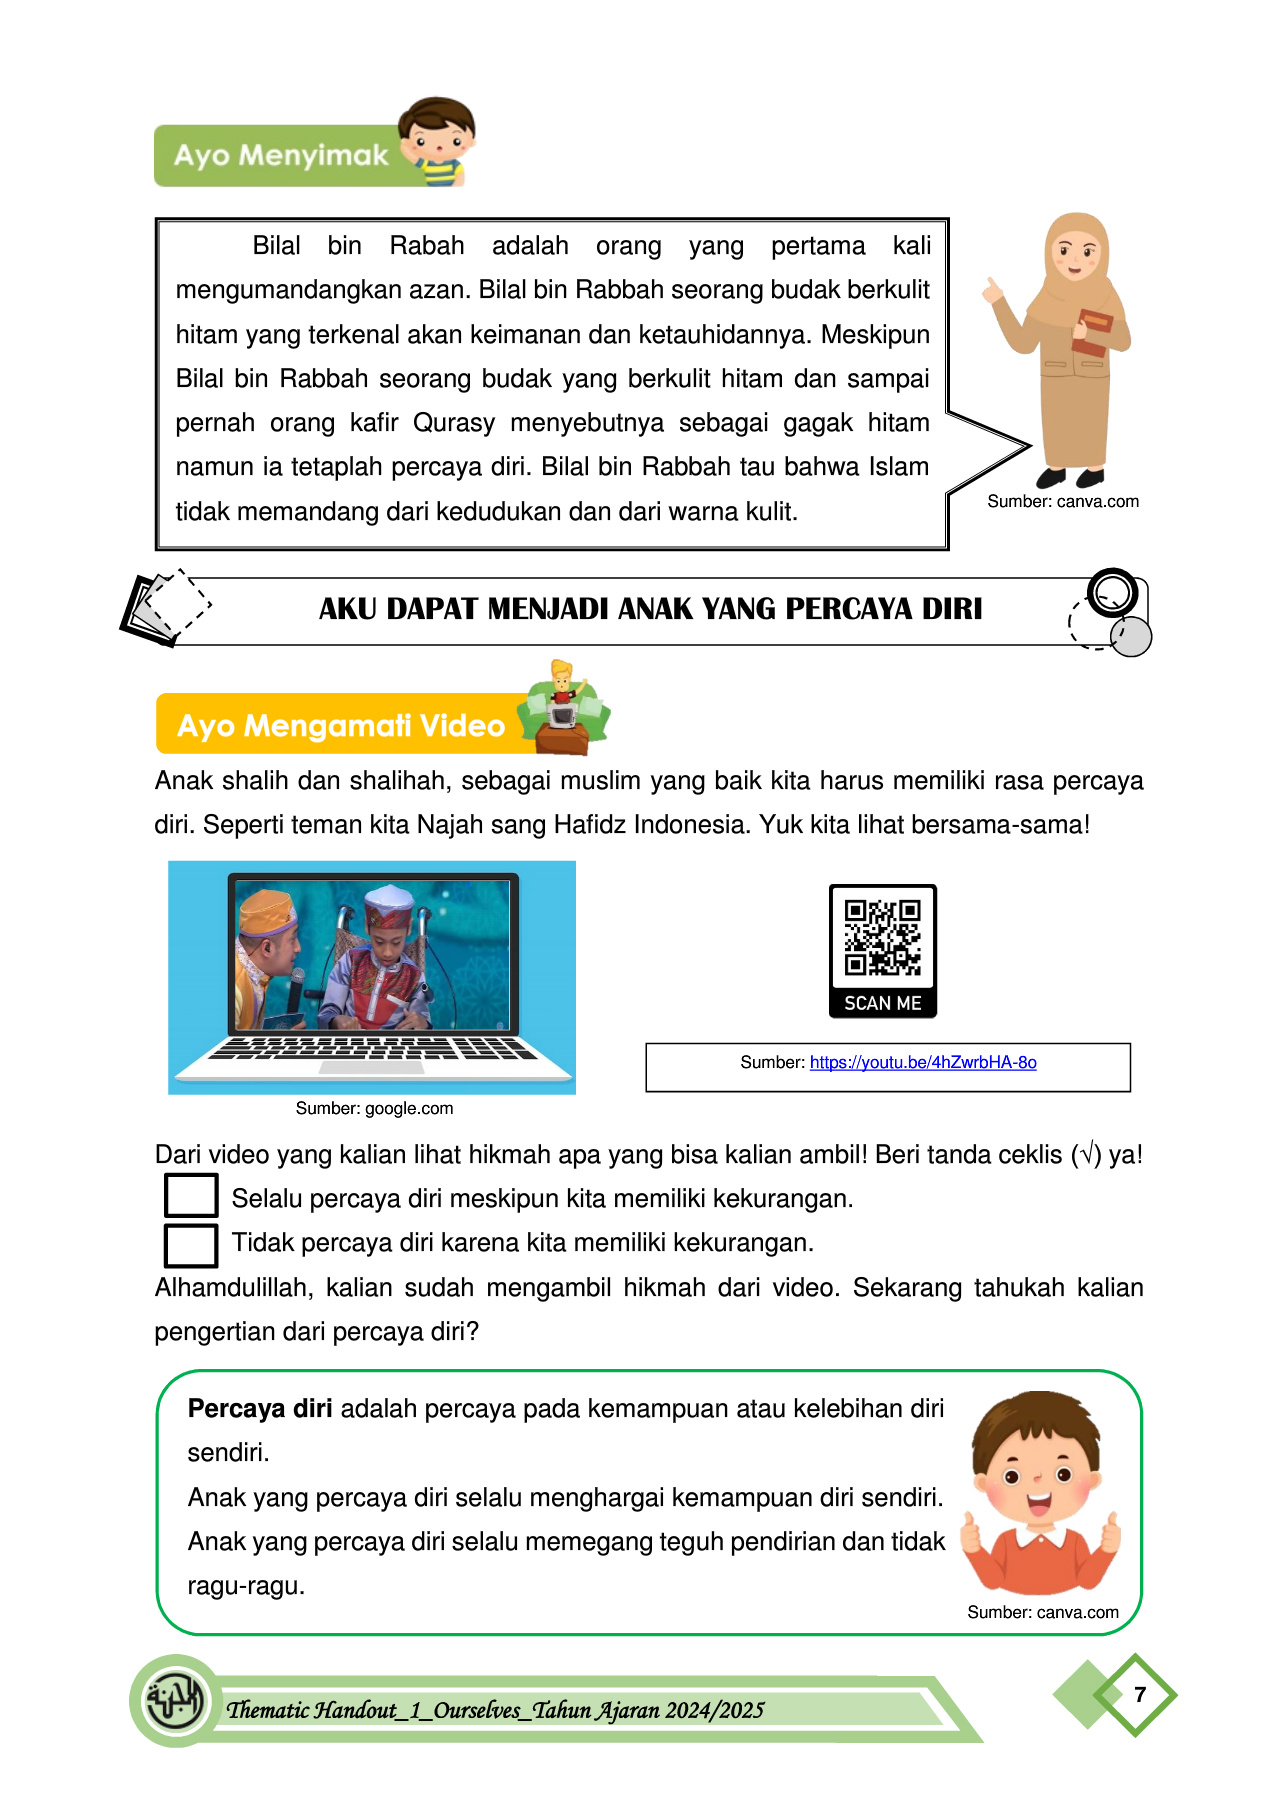 Ayo Menyimak
Bilal bin Rabah adalah orang yang pertama kali
mengumandangkan azan. Bilal bin Rabbah seorang budak berkulit
hitam yang terkenal akan keimanan dan ketauhidannya. Meskipun
Bilal bin Rabbah seorang budak yang berkulit hitam dan sampai
pernah orang kafir Qurasy menyebutnya sebagai gagak hitam
namun ia tetaplah percaya diri. Bilal bin Rabbah tau bahwa Islam
tidak memandang dari kedudukan dan dari warna kulit.
Sumber: canva.com
AKU DAPAT MENJADI ANAK YANG PERCAYA DIRI
Ayo Mengamati Video
Anak shalih dan shalihah, sebagai muslim yang baik kita harus memiliki rasa percaya
diri. Seperti teman kita Najah sang Hafidz Indonesia. Yuk kita lihat bersama-sama!
SCAN ME
Sumber: https://youtu.be/4hZwrbHA-8o
Sumber: google.com
Dari video yang kalian lihat hikmah apa yang bisa kalian ambil! Beri tanda ceklis (√) ya!
Selalu percaya diri meskipun kita memiliki kekurangan.
Tidak percaya diri karena kita memiliki kekurangan.
Alhamdulillah, kalian sudah mengambil hikmah dari video. Sekarang tahukah kalian
pengertian dari percaya diri?
Percaya diri adalah percaya pada kemampuan atau kelebihan diri
sendiri.
Anak yang percaya diri selalu menghargai kemampuan diri sendiri.
Anak yang percaya diri selalu memegang teguh pendirian dan tidak
ragu-ragu.
Sumber: canva.com
Thematic Handout_1_Ourselves_Tahun Ajaran 2024/2025
7